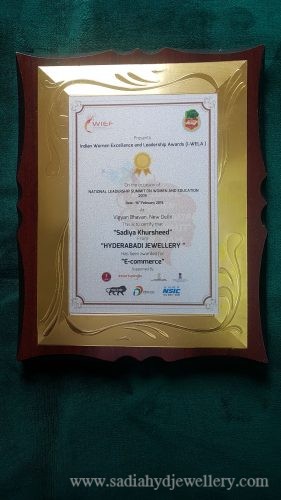 WIEF
Presents
Indian Women Excellence and Leadership Awards (I-WELA)
On the occasion of
NATIONAL LEADERSHIP SUMMIT ON WOMEN AND EDUCATION
2019
Date: 16th February 2019
At
Vigyan Bhavan, New Delhi
This is to certify that
"Sadiya Khursheed"
From
"HYDERABADI JEWELLERY"
Has been awarded for
"E-commerce"
Supported By
NSIC
www.sadiahydjewellery.com